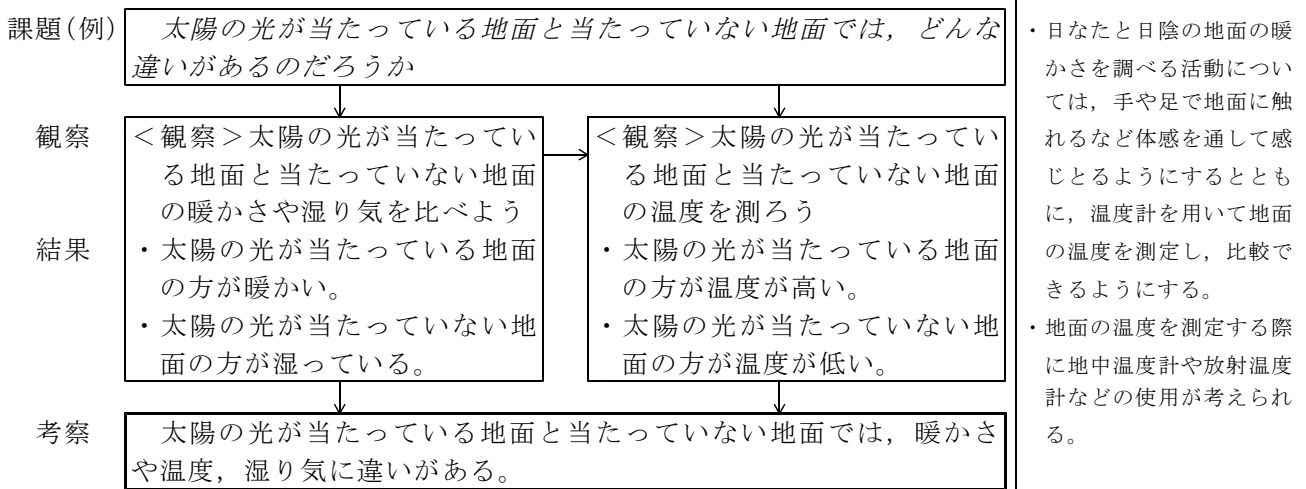 課題(例)
　太陽の光が当たっている地面と当たっていない地面では，どんな
違いがあるのだろうか
観察
＜観察＞太陽の光が当たってい
る地面と当たっていない地面
の暖かさや湿り気を比べよう
結果
・太陽の光が当たっている地面
の方が暖かい。
・太陽の光が当たっていない地
面の方が湿っている。
＜観察＞太陽の光が当たってい
る地面と当たっていない地面
の温度を測ろう
・太陽の光が当たっている地面
の方が温度が高い。
・太陽の光が当たっていない地
面の方が温度が低い。
考察
　太陽の光が当たっている地面と当たっていない地面では，暖かさ
や温度，湿り気に違いがある。
・日なたと日陰の地面の暖
かさを調べる活動につい
ては，手や足で地面に触
れるなど体感を通して感
じとるようにするととも
に，温度計を用いて地面
の温度を測定し，比較で
きるようにする。
・地面の温度を測定する際
に地中温度計や放射温度
計などの使用が考えられ
る。